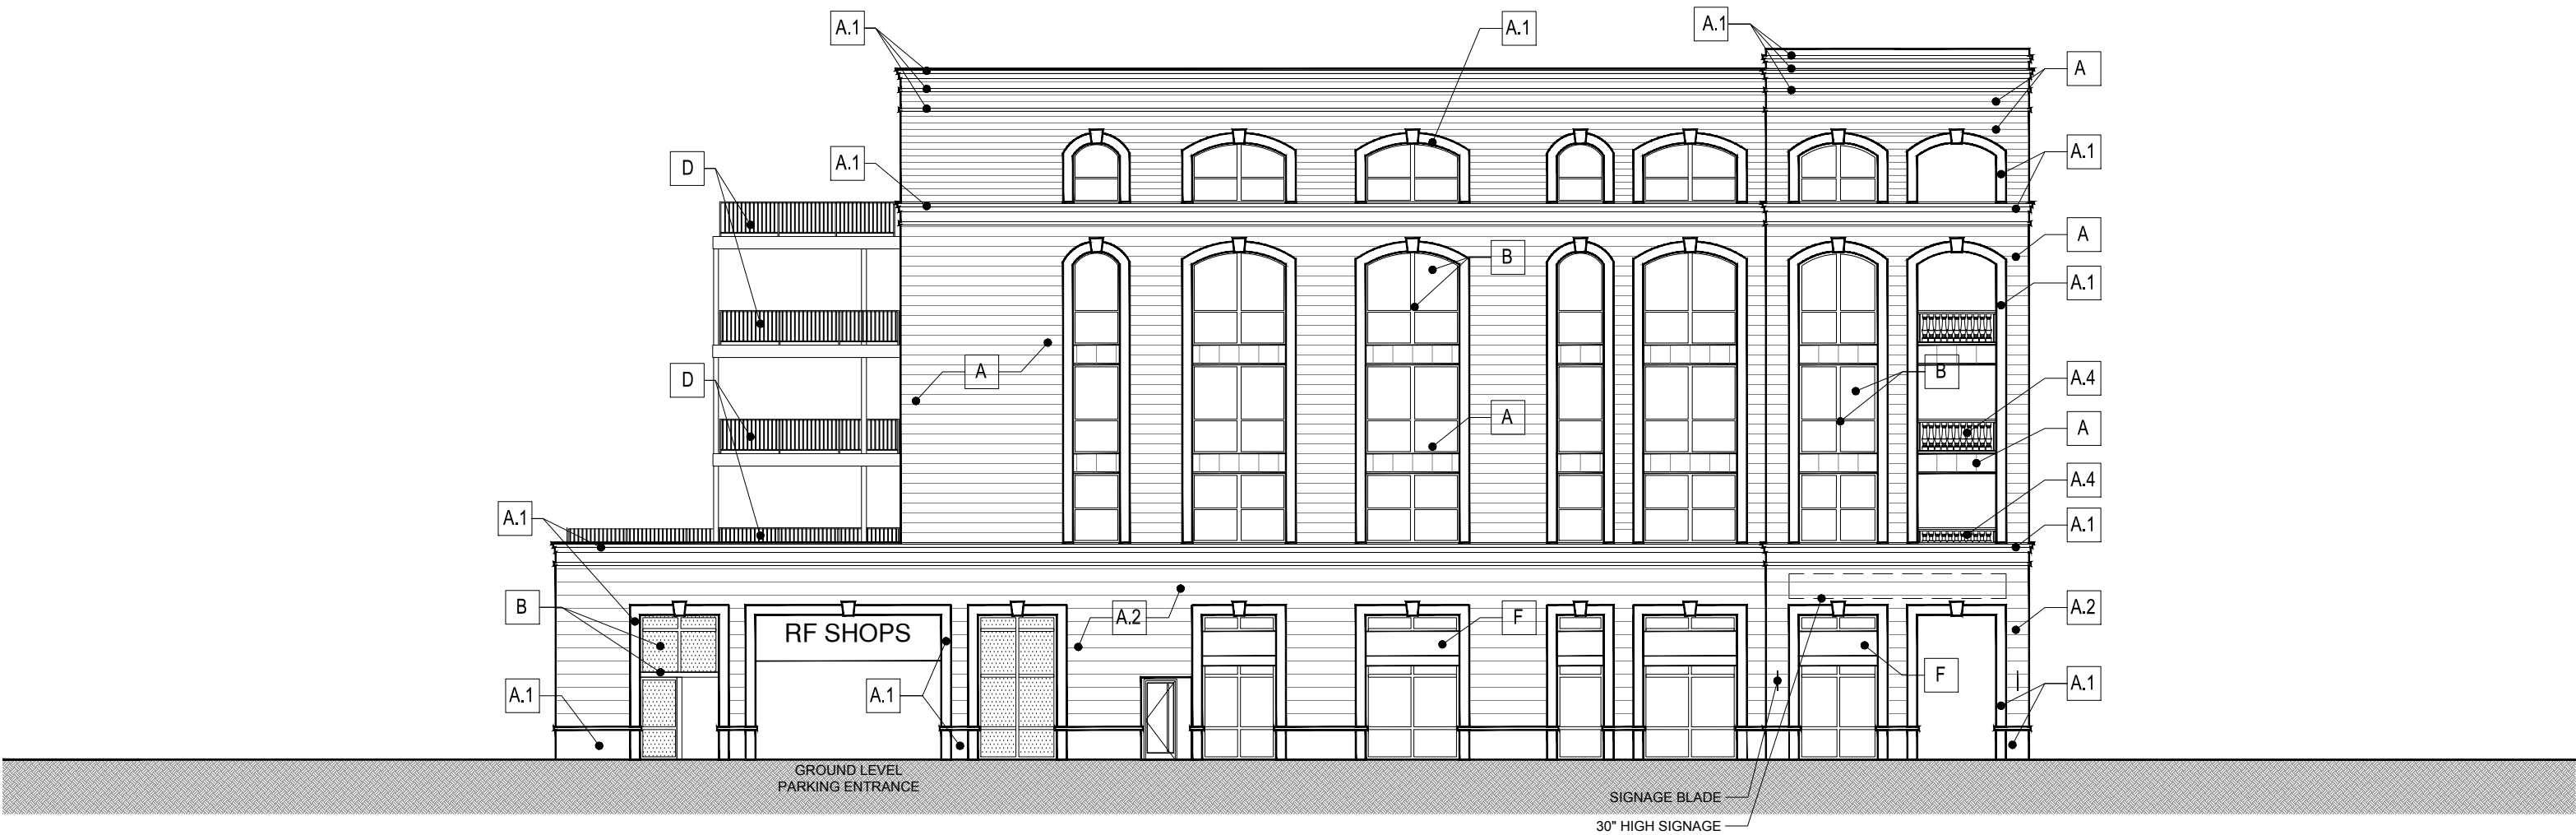 A.1
A.1
A.1
A
D
A.1
A.1
A
B
A.1
D
A
B
A.4
A
A
A.4
A.1
A.1
B
A.2
F
A.2
RF SHOPS
A.1
A.1
F
A.1
GROUND LEVEL
PARKING ENTRANCE
SIGNAGE BLADE
30" HIGH SIGNAGE